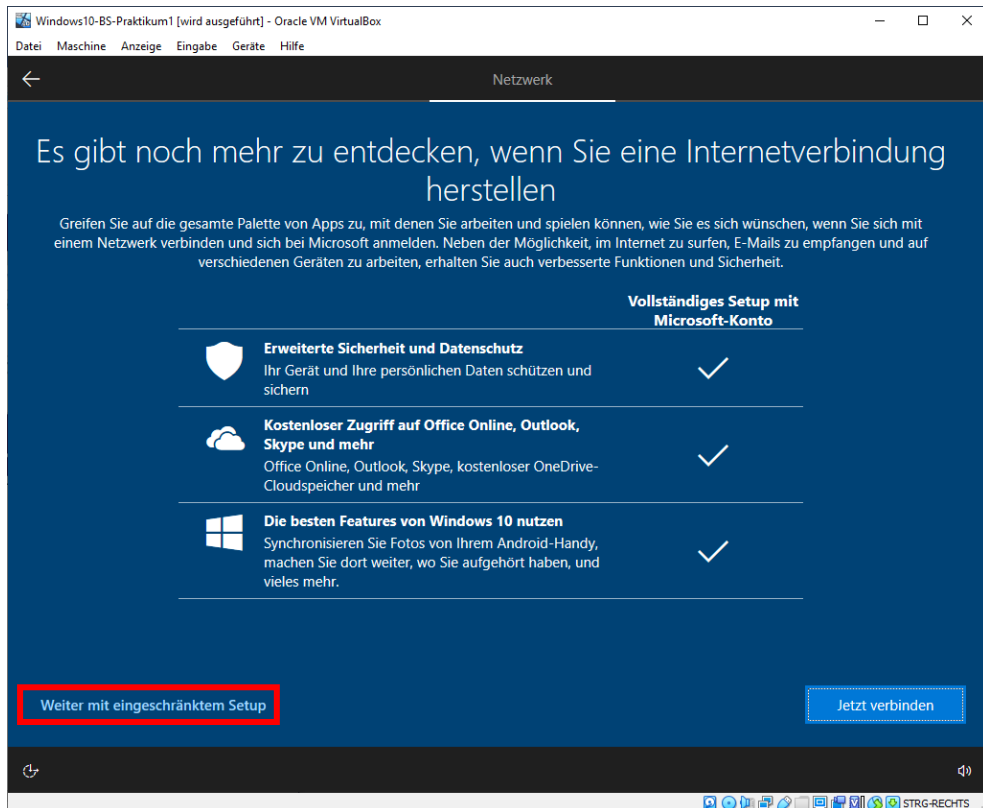 Windows10-BS-Praktikum1 [wird ausgeführt] - Oracle VM VirtualBox
Datei Maschine Anzeige Eingabe Geräte Hilfe
Netzwerk
Es gibt noch mehr zu entdecken, wenn Sie eine Internetverbindung
herstellen
Greifen Sie auf die gesamte Palette von Apps zu, mit denen Sie arbeiten und spielen können, wie Sie es sich wünschen, wenn Sie sich mit
einem Netzwerk verbinden und sich bei Microsoft anmelden. Neben der Möglichkeit, im Internet zu surfen, E-Mails zu empfangen und auf
verschiedenen Geräten zu arbeiten, erhalten Sie auch verbesserte Funktionen und Sicherheit.
Vollständiges Setup mit
Microsoft-Konto
Erweiterte Sicherheit und Datenschutz
Ihr Gerät und Ihre persönlichen Daten schützen und
sichern
Kostenloser Zugriff auf Office Online, Outlook,
Skype und mehr
Office Online, Outlook, Skype, kostenloser OneDrive-
Cloudspeicher und mehr
Die besten Features von Windows 10 nutzen
Synchronisieren Sie Fotos von Ihrem Android-Handy,
machen Sie dort weiter, wo Sie aufgehört haben, und
vieles mehr.
Weiter mit eingeschränktem Setup
Jetzt verbinden
STRG-RECHTS